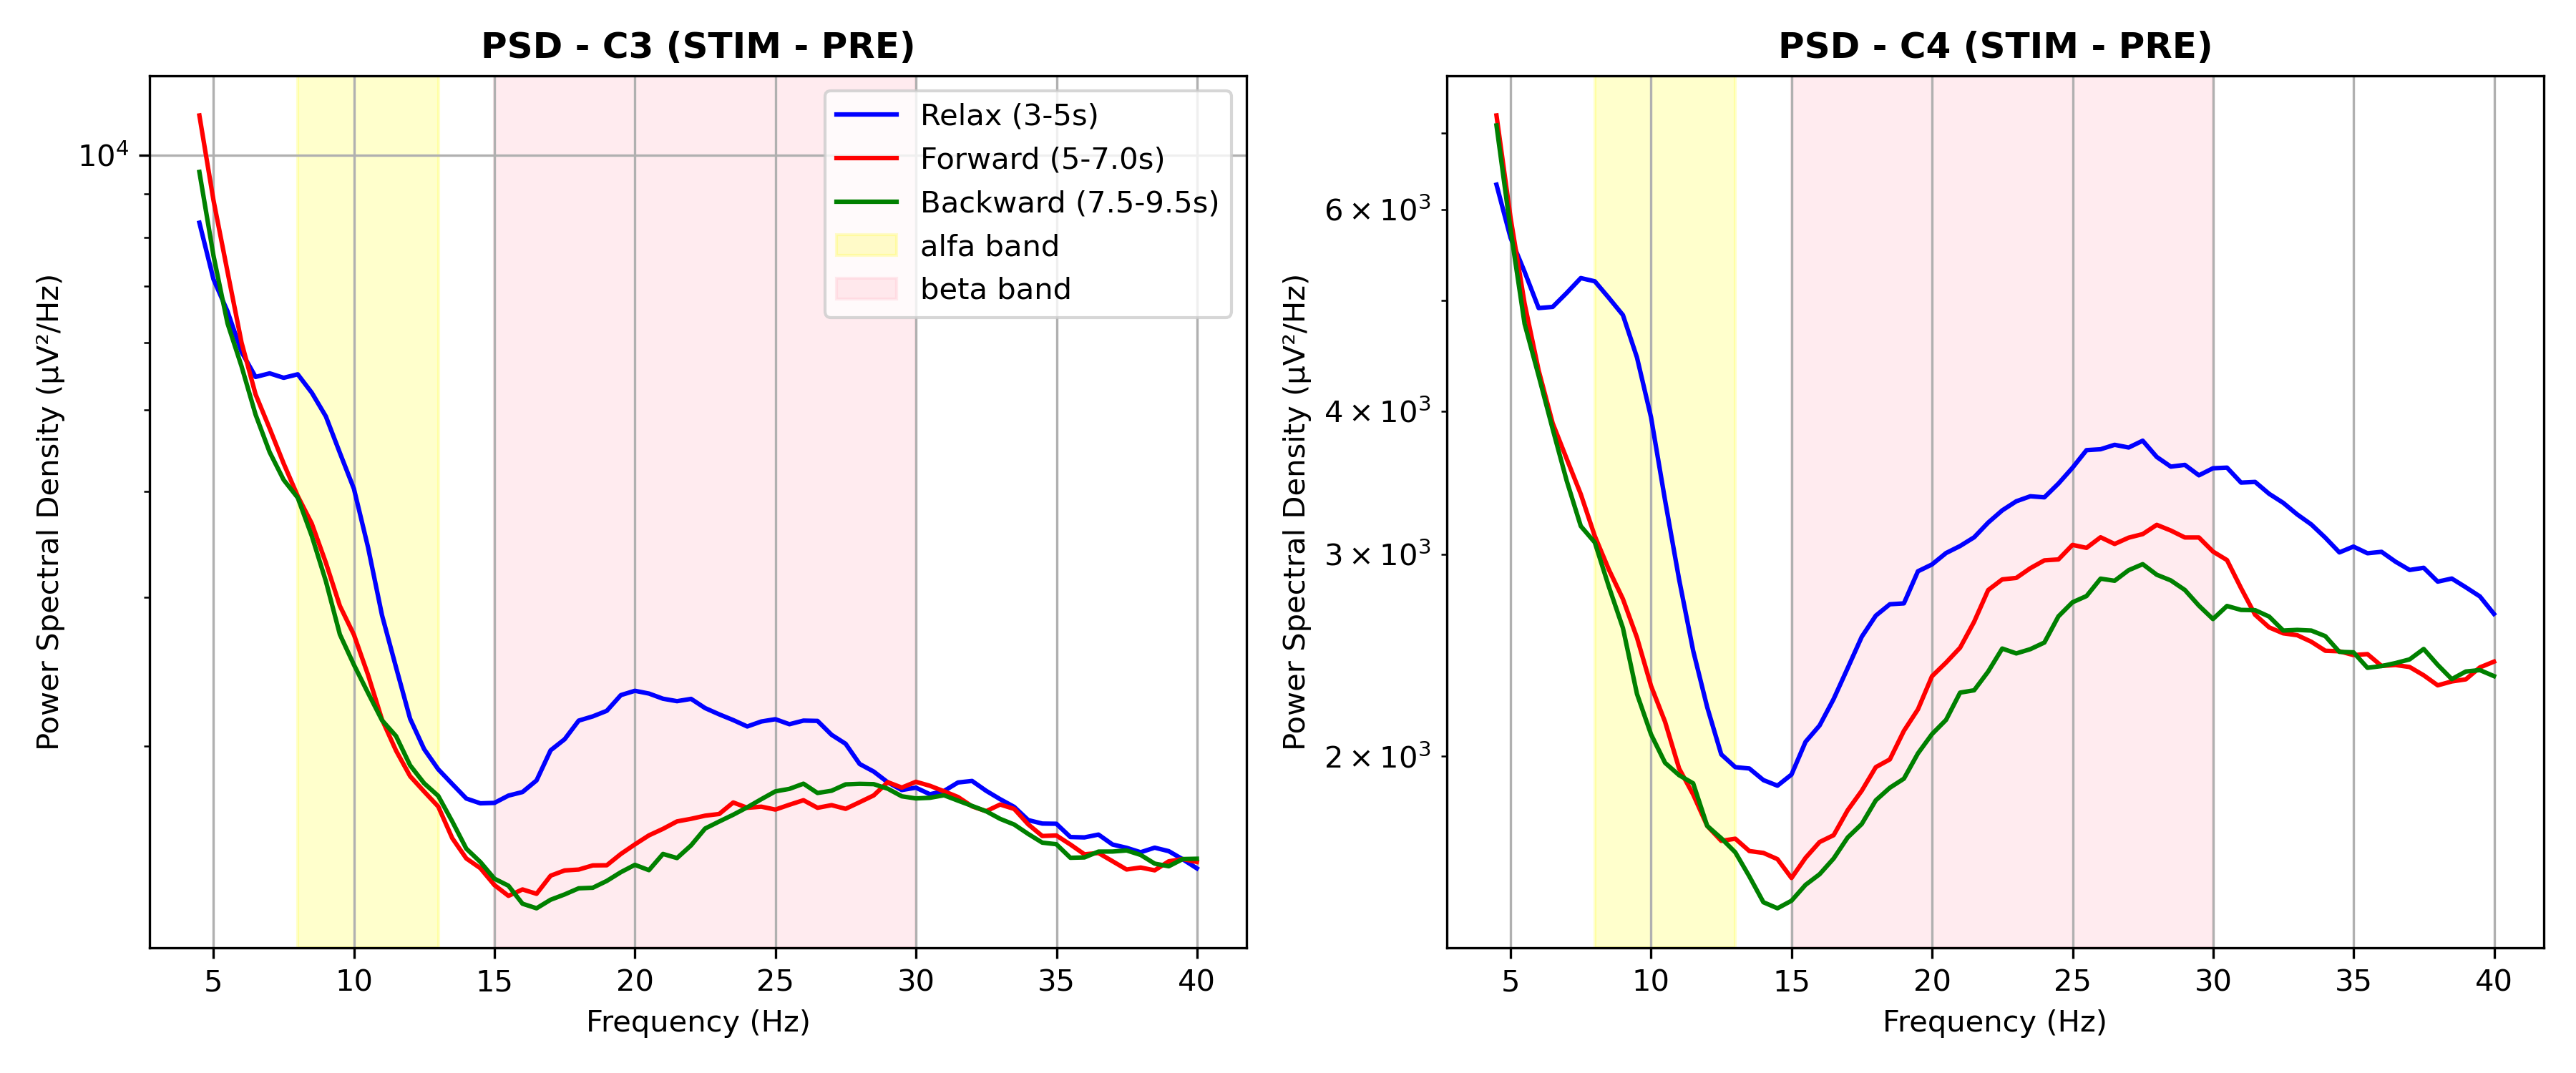 PSD - C3 (STIM - PRE)
Power Spectral Density (µV²/Hz)
10⁴
Relax (3-5s)
Forward (5-7.0s)
Backward (7.5-9.5s)
alfa band
beta band
5 10 15 20 25 30 35 40
Frequency (Hz)
PSD - C4 (STIM - PRE)
Power Spectral Density (µV²/Hz)
6 × 10³
4 × 10³
3 × 10³
2 × 10³
5 10 15 20 25 30 35 40
Frequency (Hz)